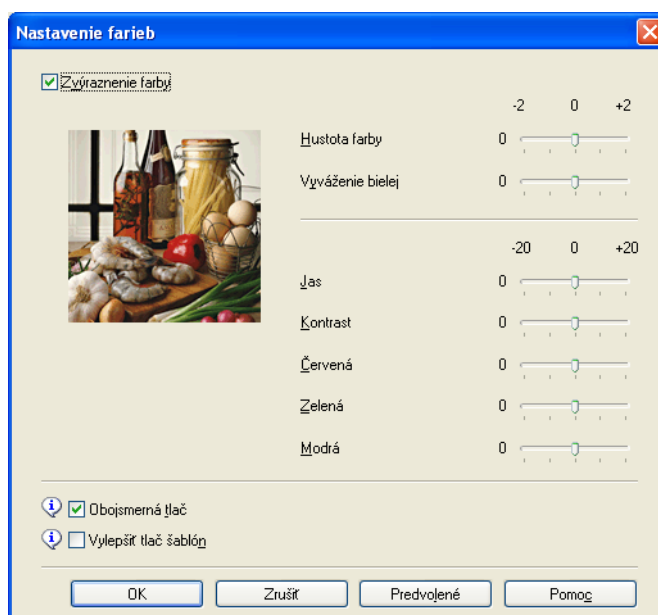 Nastavenie farieb
Zvýraznenie farby
-2 0 +2
Hustota farby 0
Vyváženie bielej 0
-20 0 +20
Jas 0
Kontrast 0
Červená 0
Zelená 0
Modrá 0
Obojsmerná tlač
Vylepšiť tlač šablón
OK Zrušiť Predvolené Pomoc